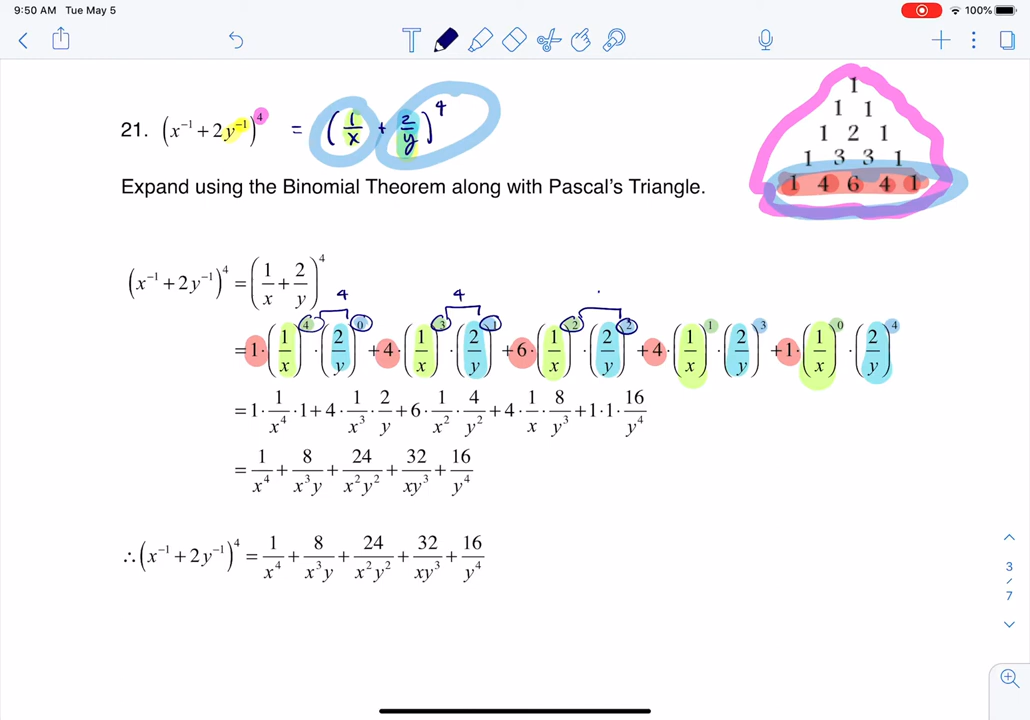 9:50 AM Tue May 5 100%
T
1
1 1
1 2 1
1 3 3 1
1 4 6 4 1
21. (x⁻¹ + 2y⁻¹)⁴ = (1/x + 2/y)⁴
Expand using the Binomial Theorem along with Pascal's Triangle.
(x⁻¹ + 2y⁻¹)⁴ = (1/x + 2/y)⁴
4 4
= 1·(1/x)⁴·(2/y)⁰ + 4·(1/x)³·(2/y)¹ + 6·(1/x)²·(2/y)² + 4·(1/x)¹·(2/y)³ + 1·(1/x)⁰·(2/y)⁴
= 1·1/x⁴·1 + 4·1/x³·2/y + 6·1/x²·4/y² + 4·1/x·8/y³ + 1·1·16/y⁴
= 1/x⁴ + 8/x³y + 24/x²y² + 32/xy³ + 16/y⁴
∴ (x⁻¹ + 2y⁻¹)⁴ = 1/x⁴ + 8/x³y + 24/x²y² + 32/xy³ + 16/y⁴
3
/
7